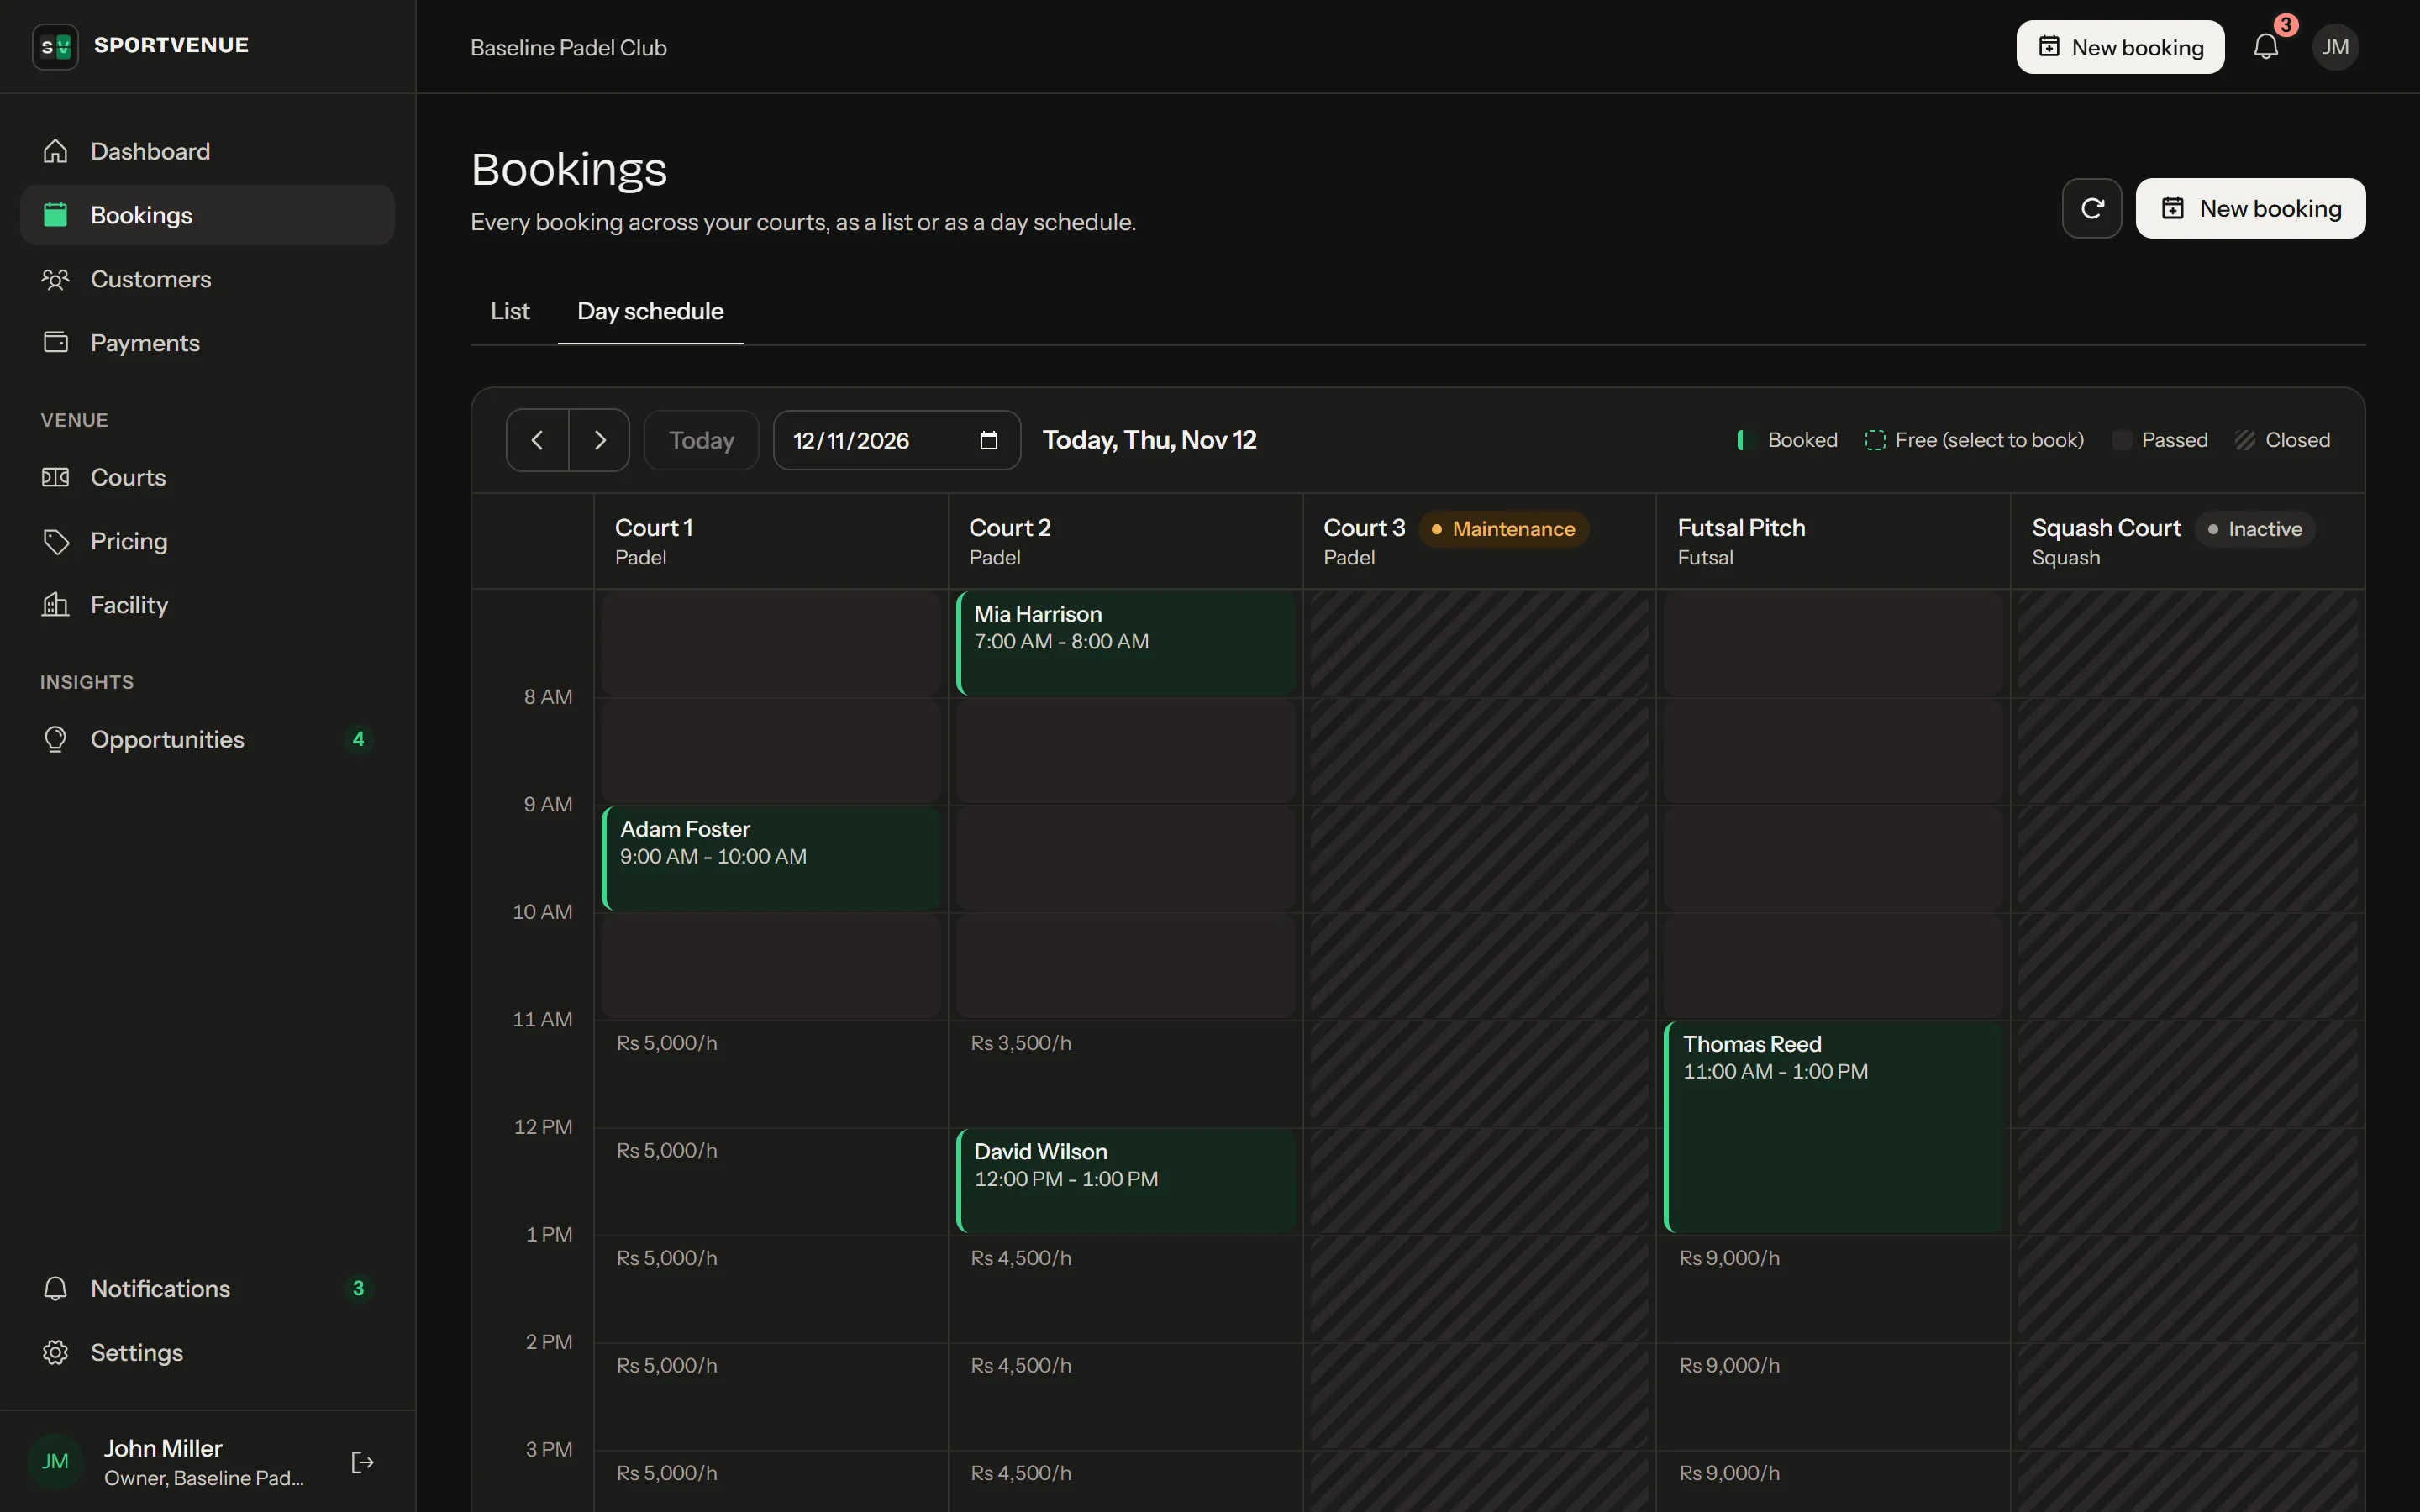 SV SPORTVENUE
Baseline Padel Club
New booking
3
JM
Dashboard
Bookings
Customers
Payments
VENUE
Courts
Pricing
Facility
INSIGHTS
Opportunities 4
Notifications 3
Settings
JM
John Miller
Owner, Baseline Pad...
Bookings
Every booking across your courts, as a list or as a day schedule.
New booking
List Day schedule
Today 12/11/2026 Today, Thu, Nov 12
Booked Free (select to book) Passed Closed
Court 1
Padel
Court 2
Padel
Court 3 Maintenance
Padel
Futsal Pitch
Futsal
Squash Court Inactive
Squash
Mia Harrison
7:00 AM – 8:00 AM
8 AM
9 AM
Adam Foster
9:00 AM – 10:00 AM
10 AM
11 AM
Rs 5,000/h Rs 3,500/h
Thomas Reed
11:00 AM – 1:00 PM
12 PM
Rs 5,000/h
David Wilson
12:00 PM – 1:00 PM
1 PM
Rs 5,000/h Rs 4,500/h Rs 9,000/h
2 PM
Rs 5,000/h Rs 4,500/h Rs 9,000/h
3 PM
Rs 5,000/h Rs 4,500/h Rs 9,000/h